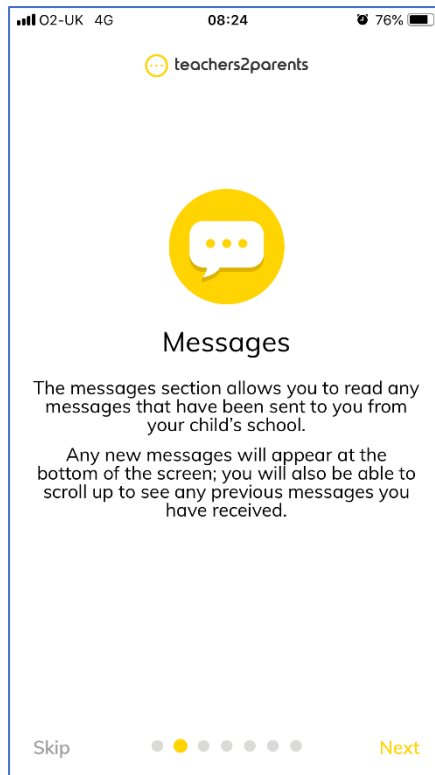 O2-UK 4G 08:24 76%
teachers2parents
Messages
The messages section allows you to read any
messages that have been sent to you from
your child's school.
Any new messages will appear at the
bottom of the screen; you will also be able to
scroll up to see any previous messages you
have received.
Skip Next